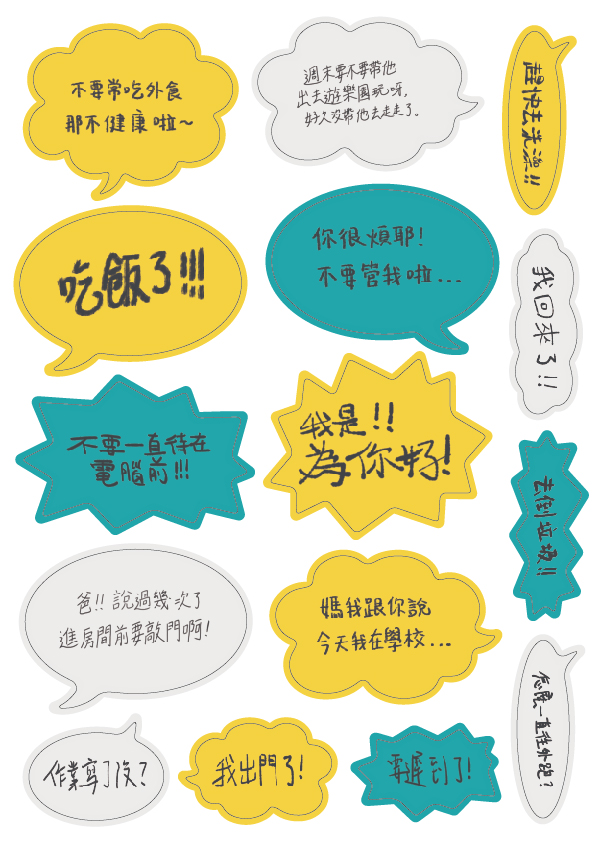 不要常吃外食
那不健康啦～
週末要不要帶他
出去遊樂園玩呀,
好久沒帶他去走走了。
趕快去洗澡!!
吃飯了!!!
你很煩耶!
不要管我啦...
我回來了!!
不要一直待在
電腦前!!!
我是!!
為你好!
去倒垃圾!!
爸!! 說過幾次了
進房間前要敲門啊!
媽我跟你說
今天我在學校...
怎麼一直往外跑?
作業寫了沒?
我出門了!
要遲到了!